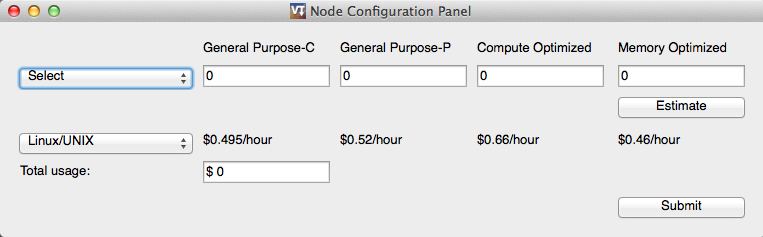 VT Node Configuration Panel
General Purpose-C General Purpose-P Compute Optimized Memory Optimized
Select 0 0 0 0
Estimate
Linux/UNIX $0.495/hour $0.52/hour $0.66/hour $0.46/hour
Total usage: $ 0
Submit